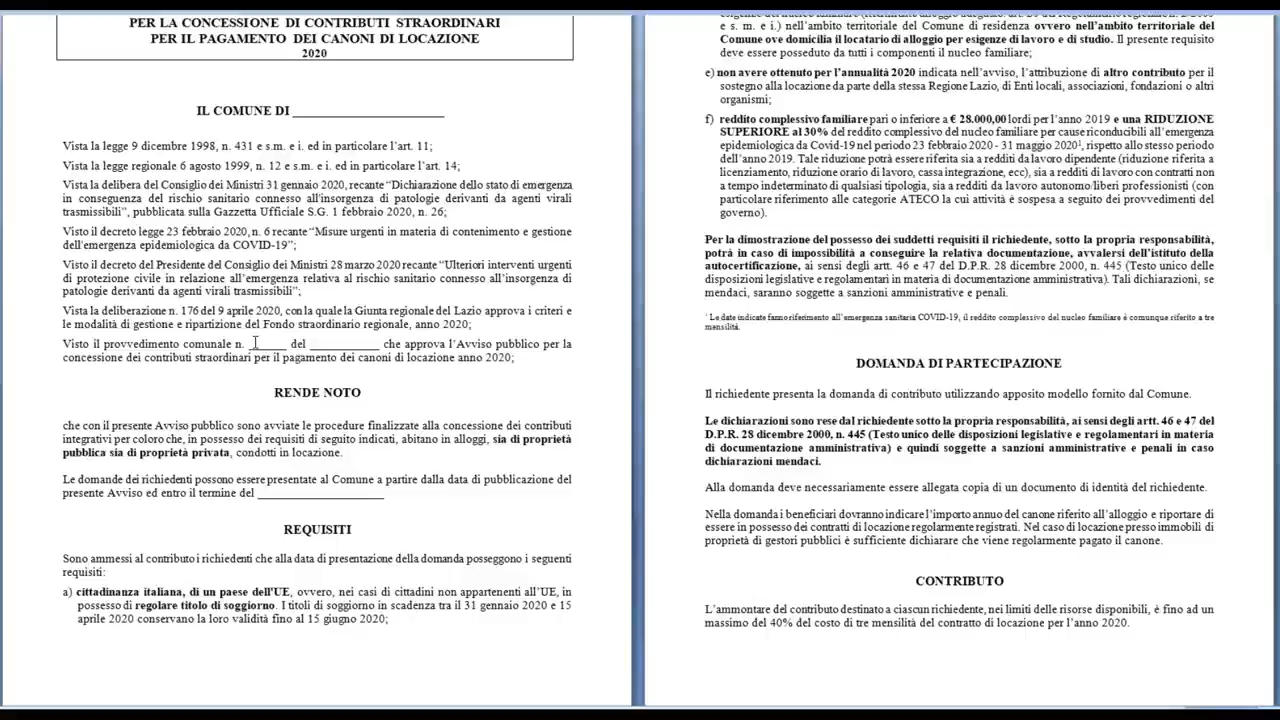 PER LA CONCESSIONE DI CONTRIBUTI STRAORDINARI
PER IL PAGAMENTO DEI CANONI DI LOCAZIONE
2020
IL COMUNE DI ____________________
Vista la legge 9 dicembre 1998, n. 431 e s.m. e i. ed in particolare l'art. 11;
Vista la legge regionale 6 agosto 1999, n. 12 e s.m. e i. ed in particolare l'art. 14;
Vista la delibera del Consiglio dei Ministri 31 gennaio 2020, recante "Dichiarazione dello stato di emergenza
in conseguenza del rischio sanitario connesso all'insorgenza di patologie derivanti da agenti virali
trasmissibili", pubblicata sulla Gazzetta Ufficiale S.G. 1 febbraio 2020, n. 26;
Visto il decreto legge 23 febbraio 2020, n. 6 recante "Misure urgenti in materia di contenimento e gestione
dell'emergenza epidemiologica da COVID-19";
Visto il decreto del Presidente del Consiglio dei Ministri 28 marzo 2020 recante "Ulteriori interventi urgenti
di protezione civile in relazione all'emergenza relativa al rischio sanitario connesso all'insorgenza di
patologie derivanti da agenti virali trasmissibili";
Vista la deliberazione n. 176 del 9 aprile 2020, con la quale la Giunta regionale del Lazio approva i criteri e
le modalità di gestione e ripartizione del Fondo straordinario regionale, anno 2020;
Visto il provvedimento comunale n. ______ del ___________ che approva l'Avviso pubblico per la
concessione dei contributi straordinari per il pagamento dei canoni di locazione anno 2020;
RENDE NOTO
che con il presente Avviso pubblico sono avviate le procedure finalizzate alla concessione dei contributi
integrativi per coloro che, in possesso dei requisiti di seguito indicati, abitano in alloggi, sia di proprietà
pubblica sia di proprietà privata, condotti in locazione.
Le domande dei richiedenti possono essere presentate al Comune a partire dalla data di pubblicazione del
presente Avviso ed entro il termine del ____________________
REQUISITI
Sono ammessi al contributo i richiedenti che alla data di presentazione della domanda posseggono i seguenti
requisiti:
a) cittadinanza italiana, di un paese dell'UE, ovvero, nei casi di cittadini non appartenenti all'UE, in
possesso di regolare titolo di soggiorno. I titoli di soggiorno in scadenza tra il 31 gennaio 2020 e 15
aprile 2020 conservano la loro validità fino al 15 giugno 2020;
e s. m. e i.) nell'ambito territoriale del Comune di residenza ovvero nell'ambito territoriale del
Comune ove domicilia il locatario di alloggio per esigenze di lavoro e di studio. Il presente requisito
deve essere posseduto da tutti i componenti il nucleo familiare;
e) non avere ottenuto per l'annualità 2020 indicata nell'avviso, l'attribuzione di altro contributo per il
sostegno alla locazione da parte della stessa Regione Lazio, di Enti locali, associazioni, fondazioni o altri
organismi;
f) reddito complessivo familiare pari o inferiore a € 28.000,00 lordi per l'anno 2019 e una RIDUZIONE
SUPERIORE al 30% del reddito complessivo del nucleo familiare per cause riconducibili all'emergenza
epidemiologica da Covid-19 nel periodo 23 febbraio 2020 - 31 maggio 2020¹, rispetto allo stesso periodo
dell'anno 2019. Tale riduzione potrà essere riferita sia a redditi da lavoro dipendente (riduzione riferita a
licenziamento, riduzione orario di lavoro, cassa integrazione, ecc), sia a redditi di lavoro con contratti non
a tempo indeterminato di qualsiasi tipologia, sia a redditi da lavoro autonomo/liberi professionisti (con
particolare riferimento alle categorie ATECO la cui attività è sospesa a seguito dei provvedimenti del
governo).
Per la dimostrazione del possesso dei suddetti requisiti il richiedente, sotto la propria responsabilità,
potrà in caso di impossibilità a conseguire la relativa documentazione, avvalersi dell'istituto della
autocertificazione, ai sensi degli artt. 46 e 47 del D.P.R. 28 dicembre 2000, n. 445 (Testo unico delle
disposizioni legislative e regolamentari in materia di documentazione amministrativa). Tali dichiarazioni, se
mendaci, saranno soggette a sanzioni amministrative e penali.
¹ Le date indicate fanno riferimento all'emergenza sanitaria COVID-19, il reddito complessivo del nucleo familiare è comunque riferito a tre
mensilità.
DOMANDA DI PARTECIPAZIONE
Il richiedente presenta la domanda di contributo utilizzando apposito modello fornito dal Comune.
Le dichiarazioni sono rese dal richiedente sotto la propria responsabilità, ai sensi degli artt. 46 e 47 del
D.P.R. 28 dicembre 2000, n. 445 (Testo unico delle disposizioni legislative e regolamentari in materia
di documentazione amministrativa) e quindi soggette a sanzioni amministrative e penali in caso
dichiarazioni mendaci.
Alla domanda deve necessariamente essere allegata copia di un documento di identità del richiedente.
Nella domanda i beneficiari dovranno indicare l'importo annuo del canone riferito all'alloggio e riportare di
essere in possesso dei contratti di locazione regolarmente registrati. Nel caso di locazione presso immobili di
proprietà di gestori pubblici è sufficiente dichiarare che viene regolarmente pagato il canone.
CONTRIBUTO
L'ammontare del contributo destinato a ciascun richiedente, nei limiti delle risorse disponibili, è fino ad un
massimo del 40% del costo di tre mensilità del contratto di locazione per l'anno 2020.